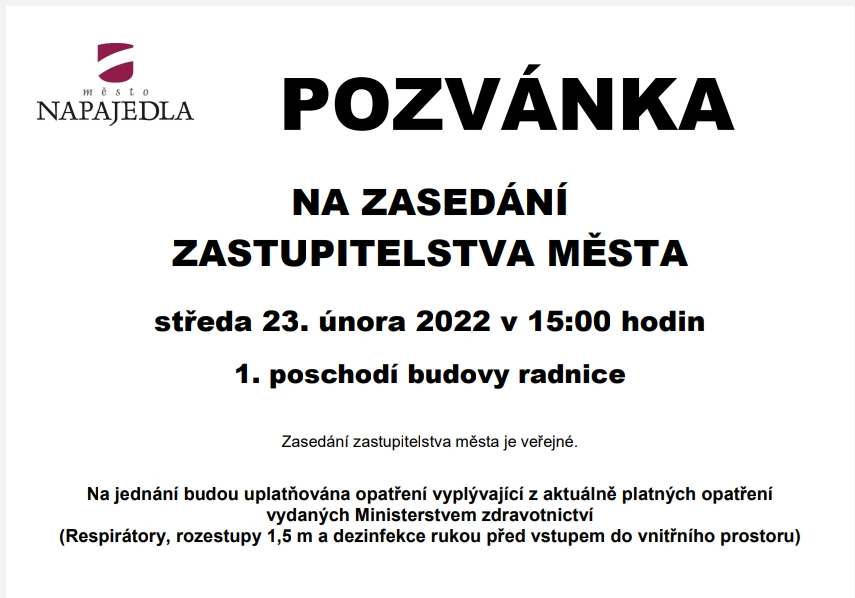 město
NAPAJEDLA
POZVÁNKA
NA ZASEDÁNÍ
ZASTUPITELSTVA MĚSTA
středa 23. února 2022 v 15:00 hodin
1. poschodí budovy radnice
Zasedání zastupitelstva města je veřejné.
Na jednání budou uplatňována opatření vyplývající z aktuálně platných opatření
vydaných Ministerstvem zdravotnictví
(Respirátory, rozestupy 1,5 m a dezinfekce rukou před vstupem do vnitřního prostoru)